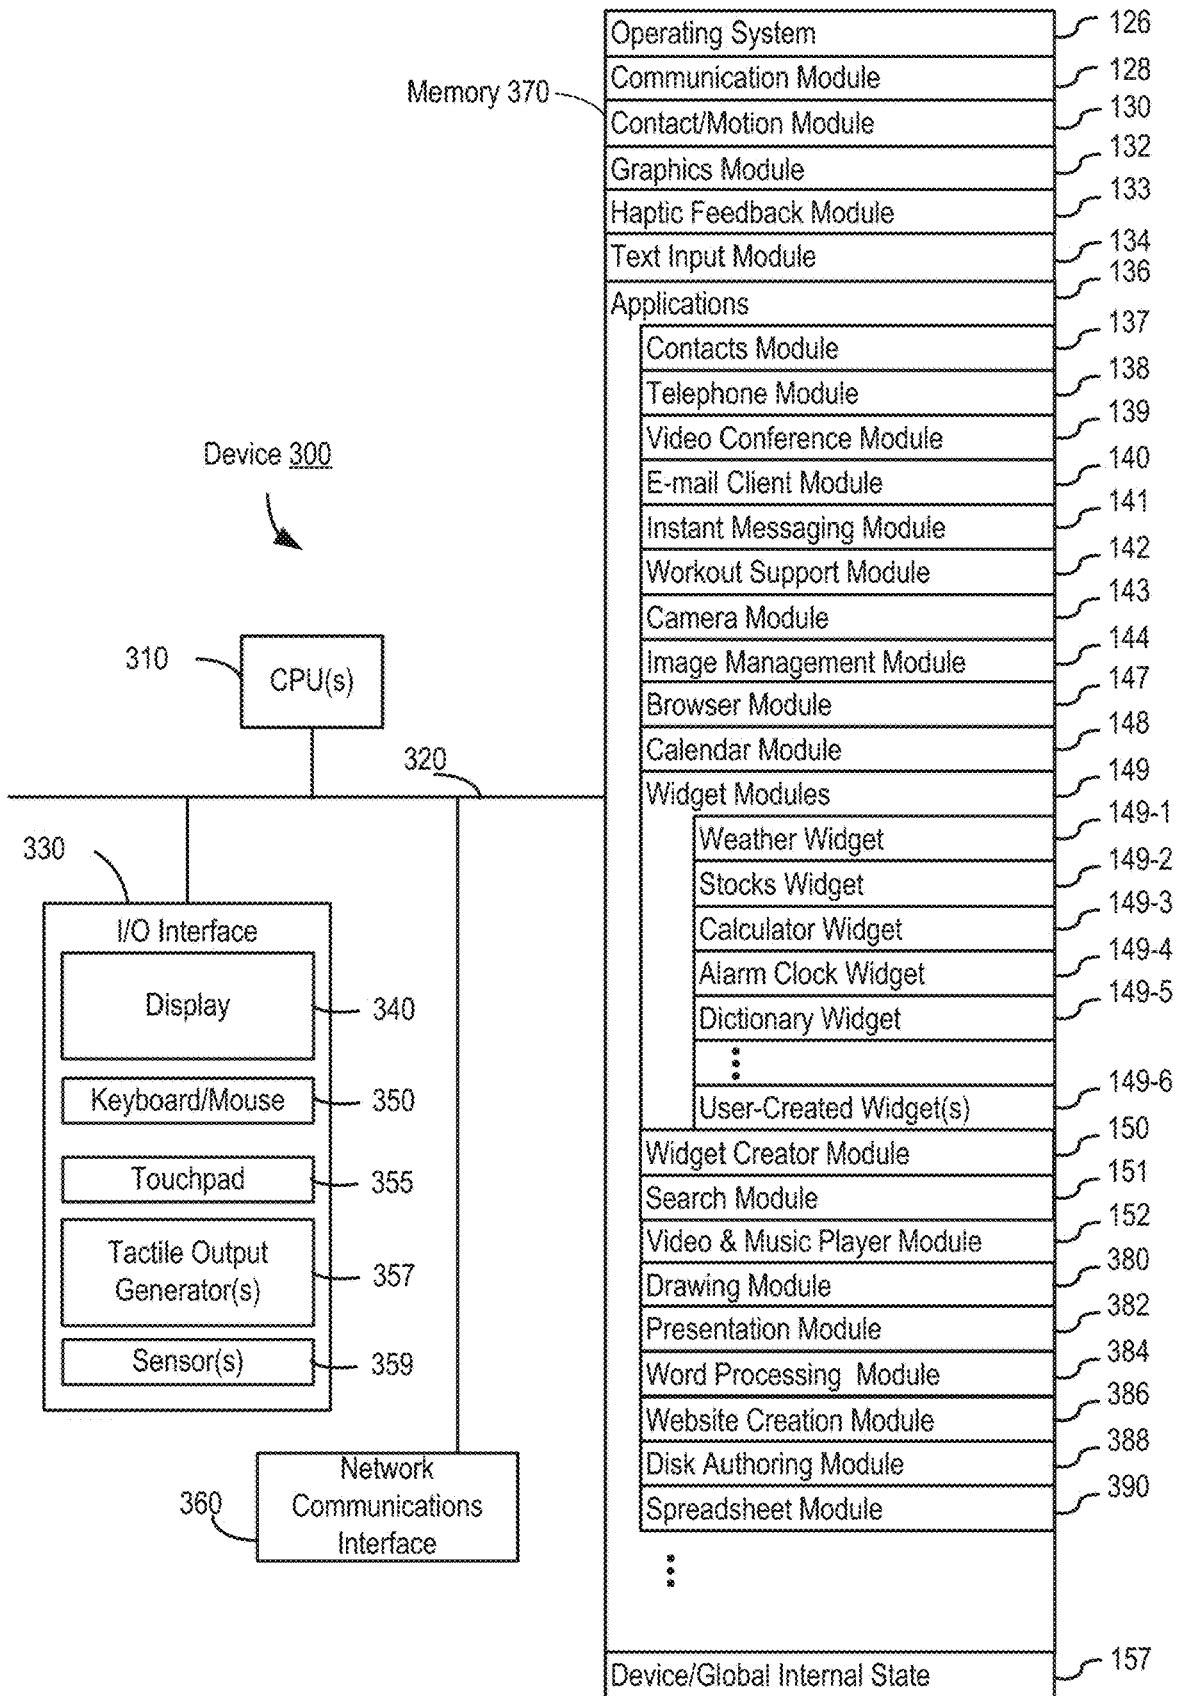 Operating System 126
Communication Module 128
Memory 370
Contact/Motion Module 130
Graphics Module 132
Haptic Feedback Module 133
Text Input Module 134
Applications 136
Contacts Module 137
Telephone Module 138
Video Conference Module 139
E-mail Client Module 140
Instant Messaging Module 141
Workout Support Module 142
Camera Module 143
Image Management Module 144
Browser Module 147
Calendar Module 148
Widget Modules 149
Weather Widget 149-1
Stocks Widget 149-2
Calculator Widget 149-3
Alarm Clock Widget 149-4
Dictionary Widget 149-5
User-Created Widget(s) 149-6
Widget Creator Module 150
Search Module 151
Video & Music Player Module 152
Drawing Module 380
Presentation Module 382
Word Processing Module 384
Website Creation Module 386
Disk Authoring Module 388
Spreadsheet Module 390
Device/Global Internal State 157
Device 300
310
CPU(s)
320
330
I/O Interface
Display 340
Keyboard/Mouse 350
Touchpad 355
Tactile Output
Generator(s) 357
Sensor(s) 359
360
Network
Communications
Interface